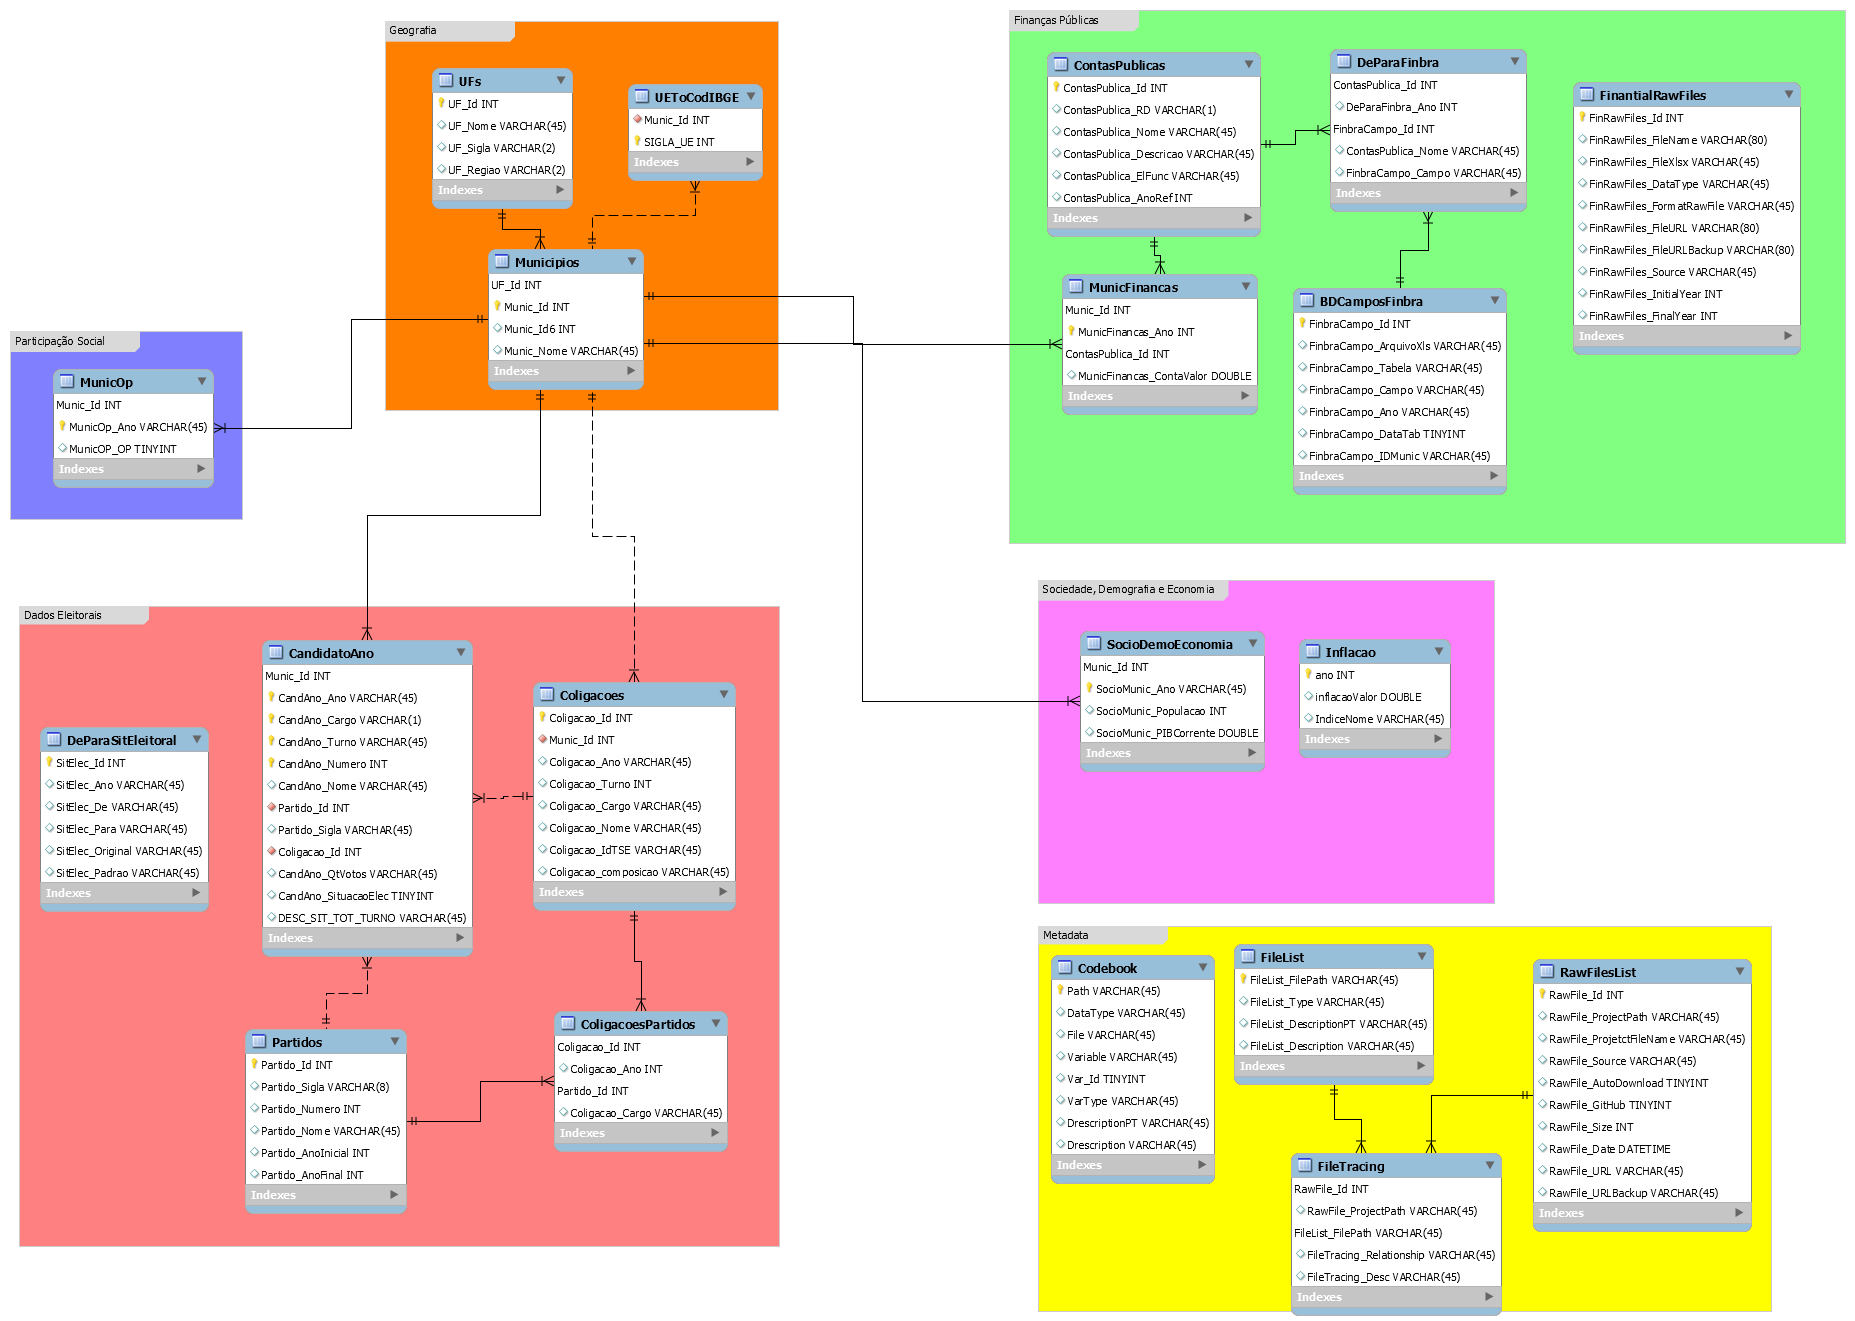 Geografia
UFs
UF_Id INT
UF_Nome VARCHAR(45)
UF_Sigla VARCHAR(2)
UF_Regiao VARCHAR(2)
Indexes
UEToCodIBGE
Munic_Id INT
SIGLA_UE INT
Indexes
Municipios
UF_Id INT
Munic_Id INT
Munic_Id6 INT
Munic_Nome VARCHAR(45)
Indexes
Participação Social
MunicOp
Munic_Id INT
MunicOp_Ano VARCHAR(45)
MunicOP_OP TINYINT
Indexes
Finanças Públicas
ContasPublicas
ContasPublica_Id INT
ContasPublica_RD VARCHAR(1)
ContasPublica_Nome VARCHAR(45)
ContasPublica_Descricao VARCHAR(45)
ContasPublica_ElFunc VARCHAR(45)
ContasPublica_AnoRef INT
Indexes
DeParaFinbra
ContasPublica_Id INT
DeParaFinbra_Ano INT
FinbraCampo_Id INT
ContasPublica_Nome VARCHAR(45)
FinbraCampo_Campo VARCHAR(45)
Indexes
FinantialRawFiles
FinRawFiles_Id INT
FinRawFiles_FileName VARCHAR(80)
FinRawFiles_FileXlsx VARCHAR(45)
FinRawFiles_DataType VARCHAR(45)
FinRawFiles_FormatRawFile VARCHAR(45)
FinRawFiles_FileURL VARCHAR(80)
FinRawFiles_FileURLBackup VARCHAR(80)
FinRawFiles_Source VARCHAR(45)
FinRawFiles_InitialYear INT
FinRawFiles_FinalYear INT
Indexes
MunicFinancas
Munic_Id INT
MunicFinancas_Ano INT
ContasPublica_Id INT
MunicFinancas_ContaValor DOUBLE
Indexes
BDCamposFinbra
FinbraCampo_Id INT
FinbraCampo_ArquivoXls VARCHAR(45)
FinbraCampo_Tabela VARCHAR(45)
FinbraCampo_Campo VARCHAR(45)
FinbraCampo_Ano VARCHAR(45)
FinbraCampo_DataTab TINYINT
FinbraCampo_IDMunic VARCHAR(45)
Indexes
Dados Eleitorais
DeParaSitEleitoral
SitElec_Id INT
SitElec_Ano VARCHAR(45)
SitElec_De VARCHAR(45)
SitElec_Para VARCHAR(45)
SitElec_Original VARCHAR(45)
SitElec_Padrao VARCHAR(45)
Indexes
CandidatoAno
Munic_Id INT
CandAno_Ano VARCHAR(45)
CandAno_Cargo VARCHAR(1)
CandAno_Turno VARCHAR(45)
CandAno_Numero INT
CandAno_Nome VARCHAR(45)
Partido_Id INT
Partido_Sigla VARCHAR(45)
Coligacao_Id INT
CandAno_QtVotos VARCHAR(45)
CandAno_SituacaoElec TINYINT
DESC_SIT_TOT_TURNO VARCHAR(45)
Indexes
Coligacoes
Coligacao_Id INT
Munic_Id INT
Coligacao_Ano VARCHAR(45)
Coligacao_Turno INT
Coligacao_Cargo VARCHAR(45)
Coligacao_Nome VARCHAR(45)
Coligacao_IdTSE VARCHAR(45)
Coligacao_composicao VARCHAR(45)
Indexes
Partidos
Partido_Id INT
Partido_Sigla VARCHAR(8)
Partido_Numero INT
Partido_Nome VARCHAR(45)
Partido_AnoInicial INT
Partido_AnoFinal INT
Indexes
ColigacoesPartidos
Coligacao_Id INT
Coligacao_Ano INT
Partido_Id INT
Coligacao_Cargo VARCHAR(45)
Indexes
Sociedade, Demografia e Economia
SocioDemoEconomia
Munic_Id INT
SocioMunic_Ano VARCHAR(45)
SocioMunic_Populacao INT
SocioMunic_PIBCorrente DOUBLE
Indexes
Inflacao
ano INT
inflacaoValor DOUBLE
IndiceNome VARCHAR(45)
Indexes
Metadata
Codebook
Path VARCHAR(45)
DataType VARCHAR(45)
File VARCHAR(45)
Variable VARCHAR(45)
Var_Id TINYINT
VarType VARCHAR(45)
DrescriptionPT VARCHAR(45)
Drescription VARCHAR(45)
Indexes
FileList
FileList_FilePath VARCHAR(45)
FileList_Type VARCHAR(45)
FileList_DescriptionPT VARCHAR(45)
FileList_Description VARCHAR(45)
Indexes
RawFilesList
RawFile_Id INT
RawFile_ProjectPath VARCHAR(45)
RawFile_ProjetctFileName VARCHAR(45)
RawFile_Source VARCHAR(45)
RawFile_AutoDownload TINYINT
RawFile_GitHub TINYINT
RawFile_Size INT
RawFile_Date DATETIME
RawFile_URL VARCHAR(45)
RawFile_URLBackup VARCHAR(45)
Indexes
FileTracing
RawFile_Id INT
RawFile_ProjectPath VARCHAR(45)
FileList_FilePath VARCHAR(45)
FileTracing_Relationship VARCHAR(45)
FileTracing_Desc VARCHAR(45)
Indexes